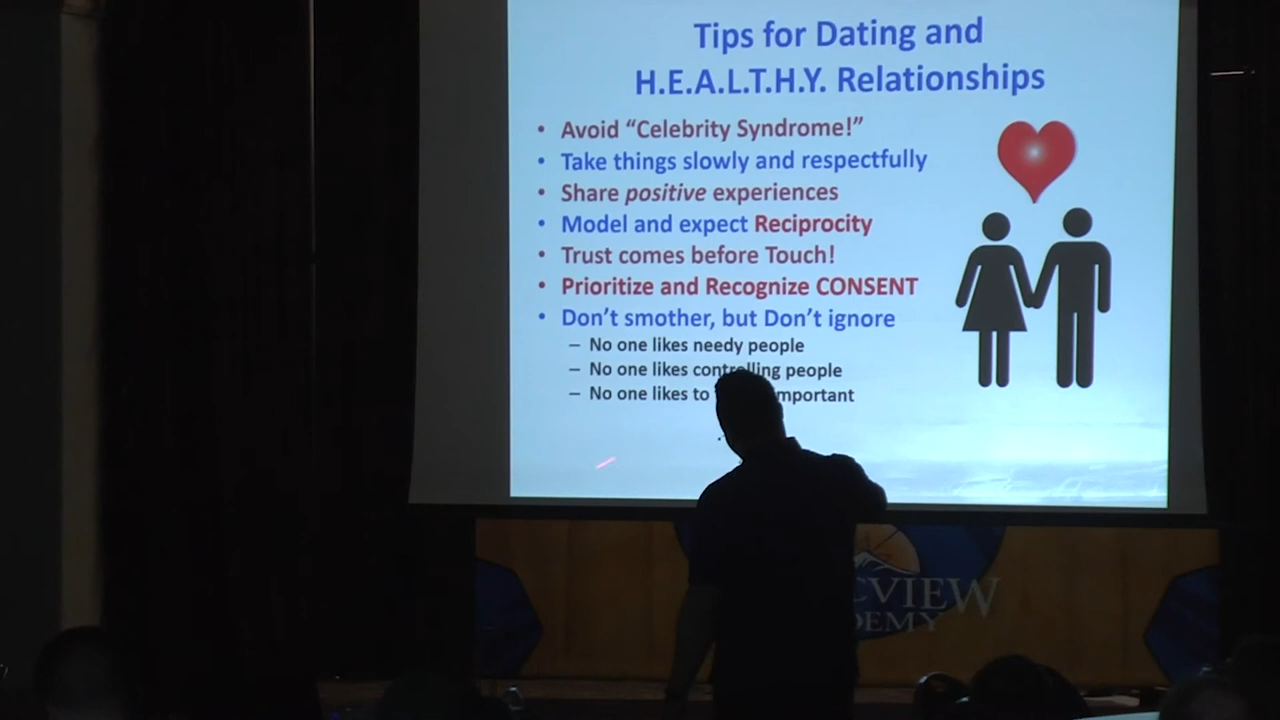 Tips for Dating and
H.E.A.L.T.H.Y. Relationships
• Avoid “Celebrity Syndrome!”
• Take things slowly and respectfully
• Share positive experiences
• Model and expect Reciprocity
• Trust comes before Touch!
• Prioritize and Recognize CONSENT
• Don’t smother, but Don’t ignore
– No one likes needy people
– No one likes controlling people
– No one likes to